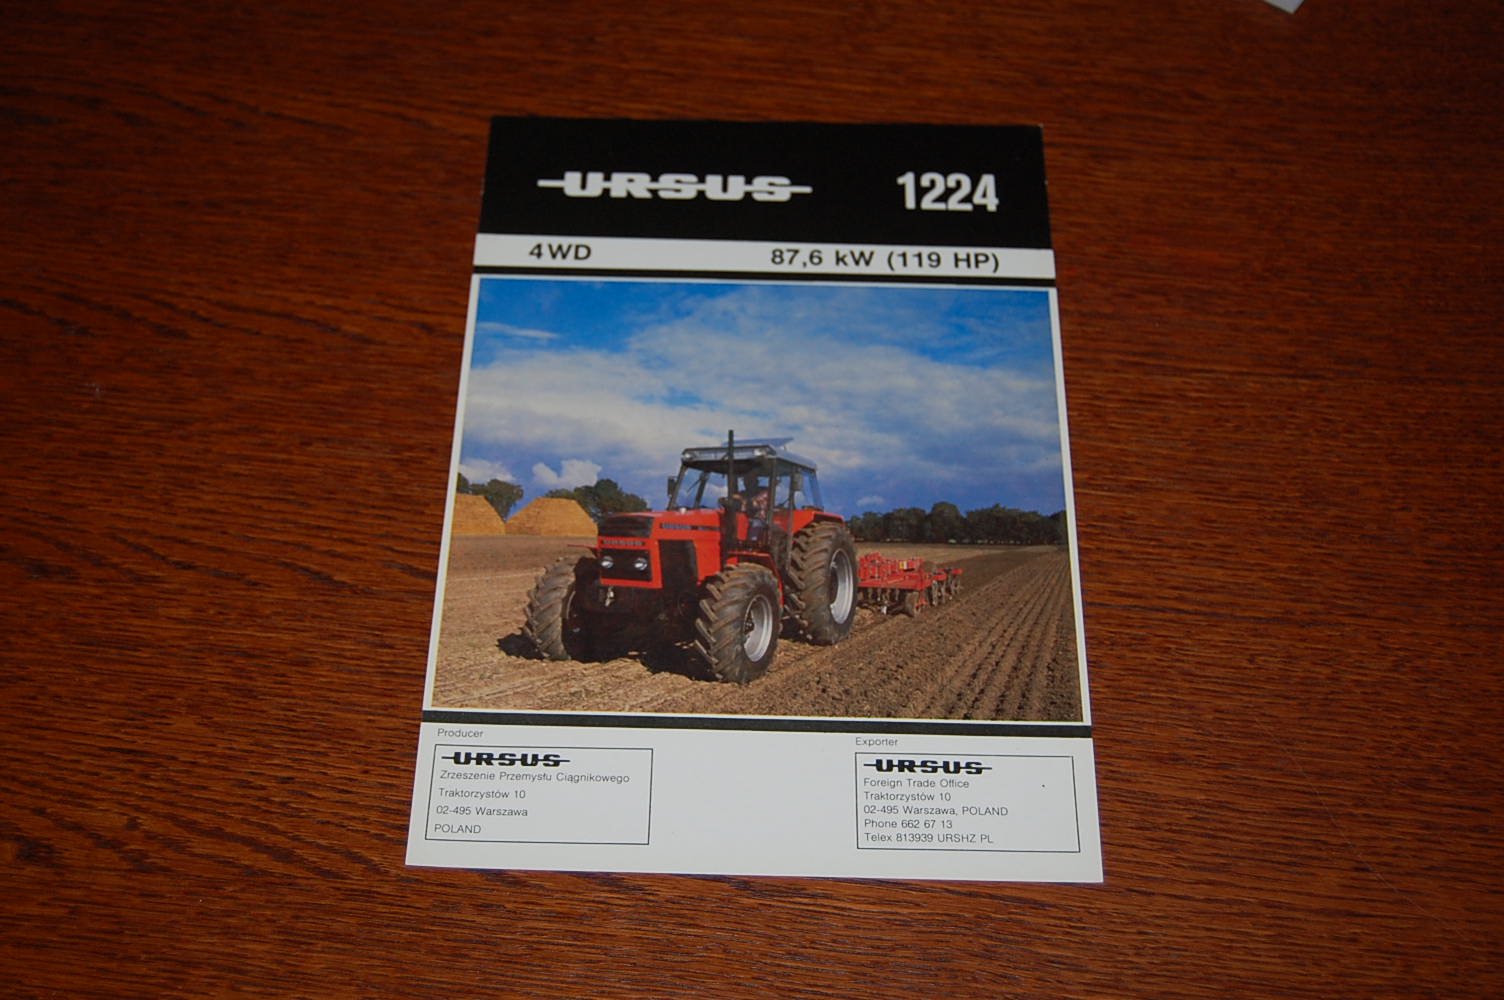 URSUS 1224
4WD 87,6 kW (119 HP)
URSUS
URSUS
Producer
URSUS
Zrzeszenie Przemysłu Ciągnikowego
Traktorzystów 10
02-495 Warszawa
POLAND
Exporter
URSUS
Foreign Trade Office
Traktorzystów 10
02-495 Warszawa, POLAND
Phone 662 67 13
Telex 813939 URSHZ PL